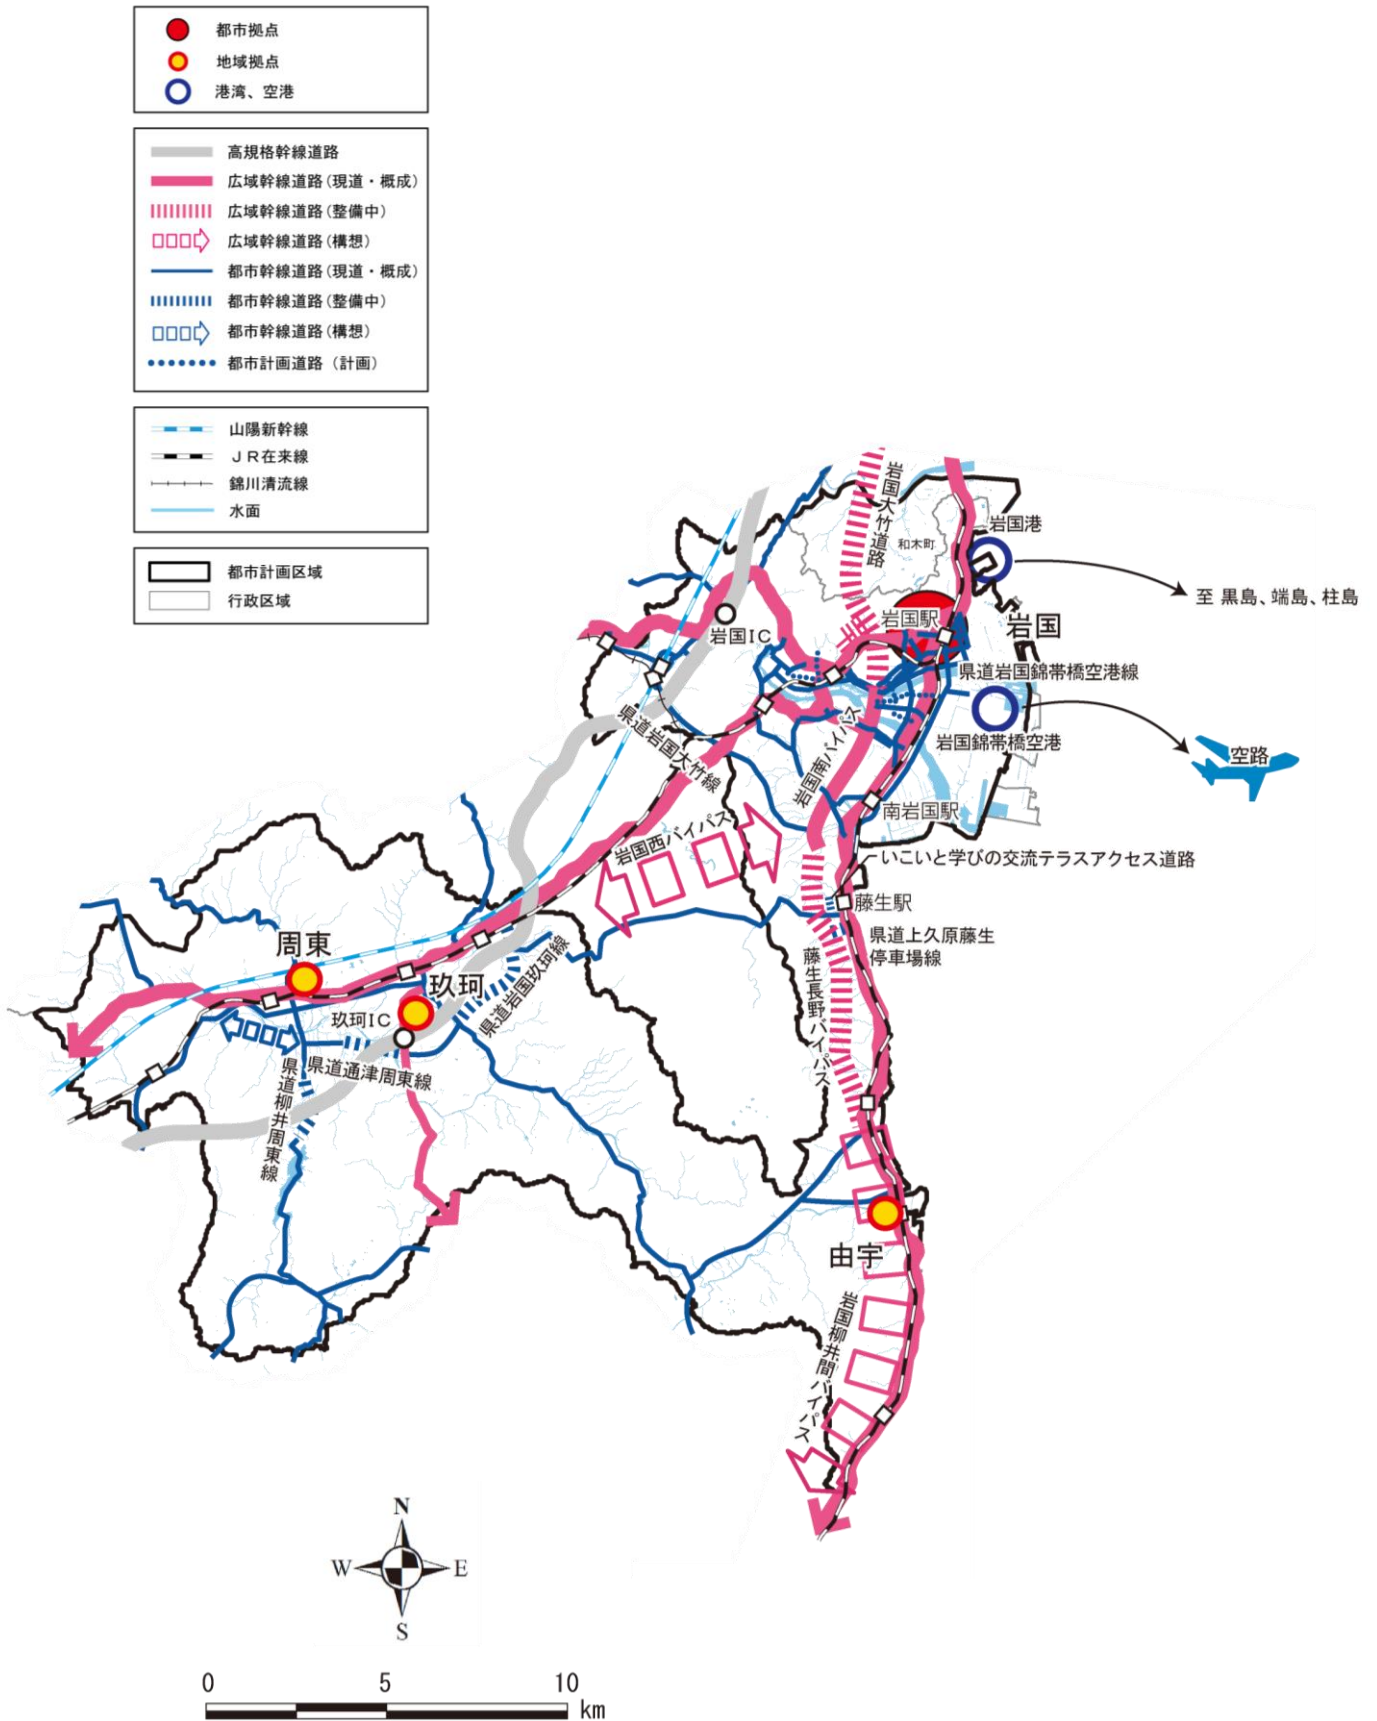 都市拠点
地域拠点
港湾、空港
高規格幹線道路
広域幹線道路(現道・概成)
広域幹線道路(整備中)
広域幹線道路(構想)
都市幹線道路(現道・概成)
都市幹線道路(整備中)
都市幹線道路(構想)
都市計画道路（計画）
山陽新幹線
ＪＲ在来線
錦川清流線
水面
都市計画区域
行政区域
岩国大竹道路
和木町
岩国港
至 黒島、端島、柱島
岩国駅
岩国
岩国IC
県道岩国錦帯橋空港線
岩国錦帯橋空港
空路
県道岩国大竹線
岩国南バイパス
南岩国駅
岩国西バイパス
いこいと学びの交流テラスアクセス道路
藤生駅
県道上久原藤生
停車場線
藤生長野バイパス
周東
玖珂
玖珂IC
県道岩国玖珂線
県道通津周東線
県道柳井周東線
由宇
岩国柳井間バイパス
N
W
E
S
0
5
10
km